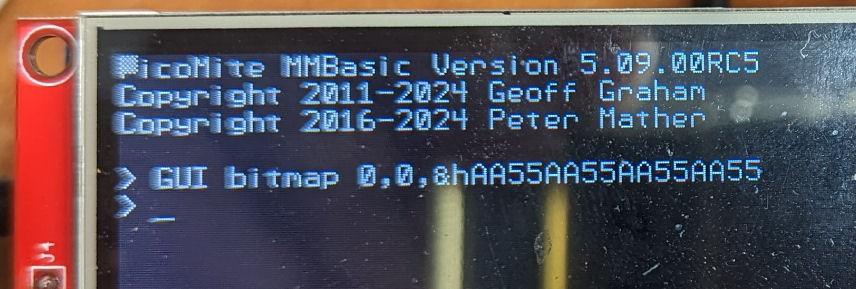 PicoMite MMBasic Version 5.09.00RC5
Copyright 2011-2024 Geoff Graham
Copyright 2016-2024 Peter Mather
> GUI bitmap 0,0,&hAA55AA55AA55AA55
> _
J4